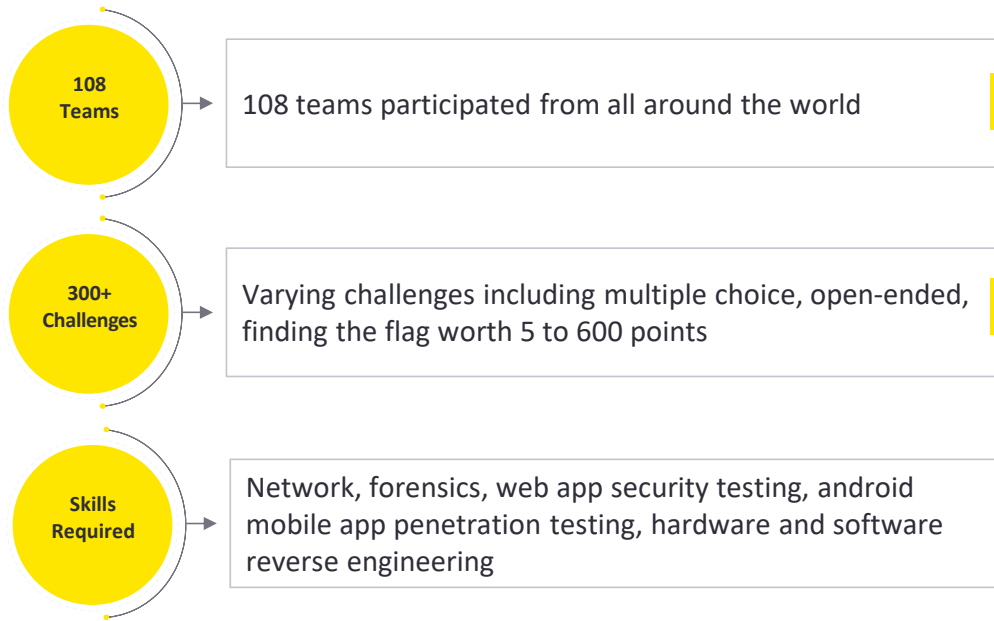 108
Teams
108 teams participated from all around the world
300+
Challenges
Varying challenges including multiple choice, open-ended,
finding the flag worth 5 to 600 points
Skills
Required
Network, forensics, web app security testing, android
mobile app penetration testing, hardware and software
reverse engineering